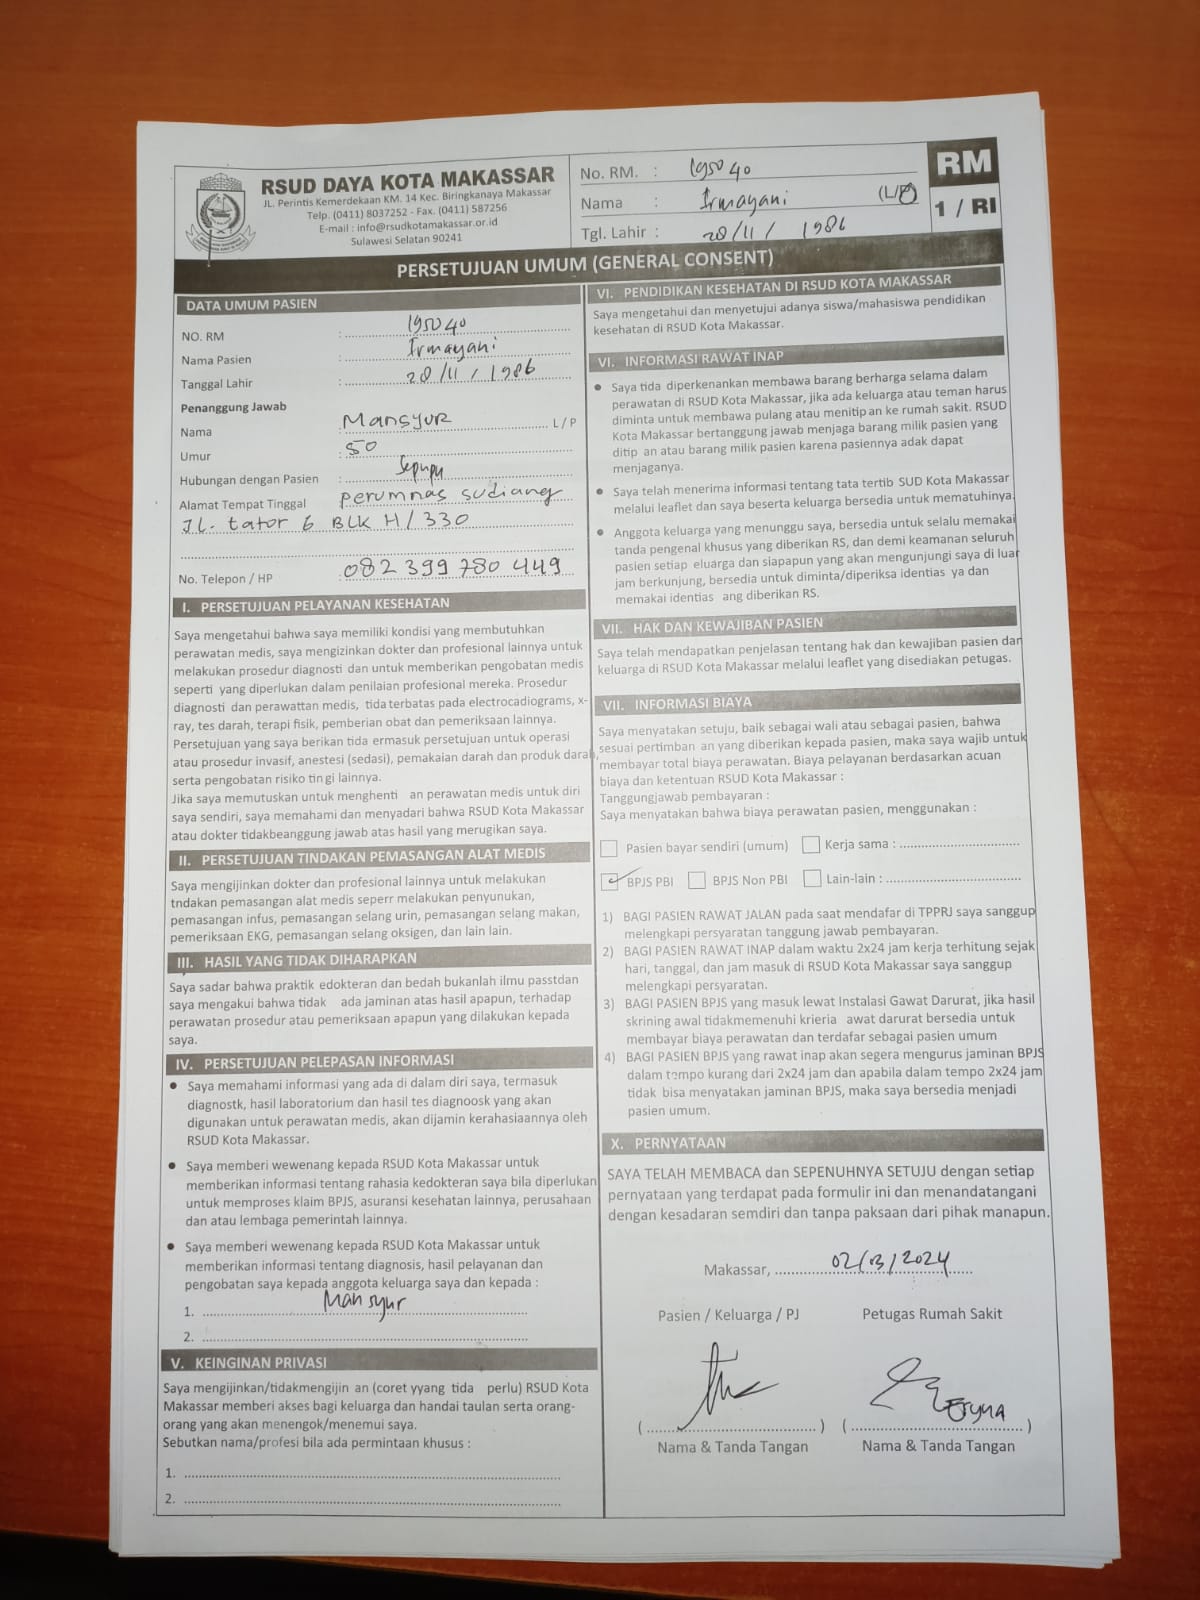 RSUD DAYA KOTA MAKASSAR
JL. Perintis Kemerdekaan KM. 14 Kec. Biringkanaya Makassar
Telp. (0411) 8037252 - Fax. (0411) 587256
E-mail : info@rsudkotamakassar.or.id
Sulawesi Selatan 90241
No. RM. : 195040
Nama : Irmayani (L/P)
Tgl. Lahir : 28/11/ 1986
RM
1 / RI
PERSETUJUAN UMUM (GENERAL CONSENT)
DATA UMUM PASIEN
NO. RM : 195040
Nama Pasien : Irmayani
Tanggal Lahir : 28/11/1986
Penanggung Jawab
Nama : Mansyur L / P
Umur : 50
Hubungan dengan Pasien : Sepupu
Alamat Tempat Tinggal : perumnas sudiang
Jl. tator 6 BLK H/330
No. Telepon / HP : 082 399 780 449
I. PERSETUJUAN PELAYANAN KESEHATAN
Saya mengetahui bahwa saya memiliki kondisi yang membutuhkan
perawatan medis, saya mengizinkan dokter dan profesional lainnya untuk
melakukan prosedur diagnosti dan untuk memberikan pengobatan medis
seperti yang diperlukan dalam penilaian profesional mereka. Prosedur
diagnosti dan perawattan medis, tida terbatas pada electrocadiograms, x-
ray, tes darah, terapi fisik, pemberian obat dan pemeriksaan lainnya.
Persetujuan yang saya berikan tida ermasuk persetujuan untuk operasi
atau prosedur invasif, anestesi (sedasi), pemakaian darah dan produk darah,
serta pengobatan risiko tin gi lainnya.
Jika saya memutuskan untuk menghenti an perawatan medis untuk diri
saya sendiri, saya memahami dan menyadari bahwa RSUD Kota Makassar
atau dokter tidakbeanggung jawab atas hasil yang merugikan saya.
II. PERSETUJUAN TINDAKAN PEMASANGAN ALAT MEDIS
Saya mengijinkan dokter dan profesional lainnya untuk melakukan
tndakan pemasangan alat medis seperr melakukan penyunukan,
pemasangan infus, pemasangan selang urin, pemasangan selang makan,
pemeriksaan EKG, pemasangan selang oksigen, dan lain lain.
III. HASIL YANG TIDAK DIHARAPKAN
Saya sadar bahwa praktik edokteran dan bedah bukanlah ilmu passtdan
saya mengakui bahwa tidak ada jaminan atas hasil apapun, terhadap
perawatan prosedur atau pemeriksaan apapun yang dilakukan kepada
saya.
IV. PERSETUJUAN PELEPASAN INFORMASI
• Saya memahami informasi yang ada di dalam diri saya, termasuk
diagnostk, hasil laboratorium dan hasil tes diagnoosk yang akan
digunakan untuk perawatan medis, akan dijamin kerahasiaannya oleh
RSUD Kota Makassar.
• Saya memberi wewenang kepada RSUD Kota Makassar untuk
memberikan informasi tentang rahasia kedokteran saya bila diperlukan
untuk memproses klaim BPJS, asuransi kesehatan lainnya, perusahaan
dan atau lembaga pemerintah lainnya.
• Saya memberi wewenang kepada RSUD Kota Makassar untuk
memberikan informasi tentang diagnosis, hasil pelayanan dan
pengobatan saya kepada anggota keluarga saya dan kepada :
1. Mansyur
2.
V. KEINGINAN PRIVASI
Saya mengijinkan/tidakmengijin an (coret yyang tida perlu) RSUD Kota
Makassar memberi akses bagi keluarga dan handai taulan serta orang-
orang yang akan menengok/menemui saya.
Sebutkan nama/profesi bila ada permintaan khusus :
1.
2.
VI. PENDIDIKAN KESEHATAN DI RSUD KOTA MAKASSAR
Saya mengetahui dan menyetujui adanya siswa/mahasiswa pendidikan
kesehatan di RSUD Kota Makassar.
VI. INFORMASI RAWAT INAP
• Saya tida diperkenankan membawa barang berharga selama dalam
perawatan di RSUD Kota Makassar, jika ada keluarga atau teman harus
diminta untuk membawa pulang atau menitip an ke rumah sakit. RSUD
Kota Makassar bertanggung jawab menjaga barang milik pasien yang
ditip an atau barang milik pasien karena pasiennya adak dapat
menjaganya.
• Saya telah menerima informasi tentang tata tertib SUD Kota Makassar
melalui leaflet dan saya beserta keluarga bersedia untuk mematuhinya
• Anggota keluarga yang menunggu saya, bersedia untuk selalu memakai
tanda pengenal khusus yang diberikan RS, dan demi keamanan seluruh
pasien setiap eluarga dan siapapun yang akan mengunjungi saya di luar
jam berkunjung, bersedia untuk diminta/diperiksa identias ya dan
memakai identias ang diberikan RS.
VII. HAK DAN KEWAJIBAN PASIEN
Saya telah mendapatkan penjelasan tentang hak dan kewajiban pasien dar
keluarga di RSUD Kota Makassar melalui leaflet yang disediakan petugas.
VII. INFORMASI BIAYA
Saya menyatakan setuju, baik sebagai wali atau sebagai pasien, bahwa
sesuai pertimban an yang diberikan kepada pasien, maka saya wajib untuk
membayar total biaya perawatan. Biaya pelayanan berdasarkan acuan
biaya dan ketentuan RSUD Kota Makassar :
Tanggungjawab pembayaran :
Saya menyatakan bahwa biaya perawatan pasien, menggunakan :
Pasien bayar sendiri (umum) Kerja sama :
BPJS PBI BPJS Non PBI Lain-lain :
1) BAGI PASIEN RAWAT JALAN pada saat mendafar di TPPRJ saya sanggup
melengkapi persyaratan tanggung jawab pembayaran.
2) BAGI PASIEN RAWAT INAP dalam waktu 2x24 jam kerja terhitung sejak
hari, tanggal, dan jam masuk di RSUD Kota Makassar saya sanggup
melengkapi persyaratan.
3) BAGI PASIEN BPJS yang masuk lewat Instalasi Gawat Darurat, jika hasil
skrining awal tidakmemenuhi krieria awat darurat bersedia untuk
membayar biaya perawatan dan terdafar sebagai pasien umum
4) BAGI PASIEN BPJS yang rawat inap akan segera mengurus jaminan BPJS
dalam tempo kurang dari 2x24 jam dan apabila dalam tempo 2x24 jam
tidak bisa menyatakan jaminan BPJS, maka saya bersedia menjadi
pasien umum.
X. PERNYATAAN
SAYA TELAH MEMBACA dan SEPENUHNYA SETUJU dengan setiap
pernyataan yang terdapat pada formulir ini dan menandatangani
dengan kesadaran semdiri dan tanpa paksaan dari pihak manapun.
Makassar, 02/03/2024
Pasien / Keluarga / PJ Petugas Rumah Sakit
( ) ( )
Nama & Tanda Tangan Nama & Tanda Tangan